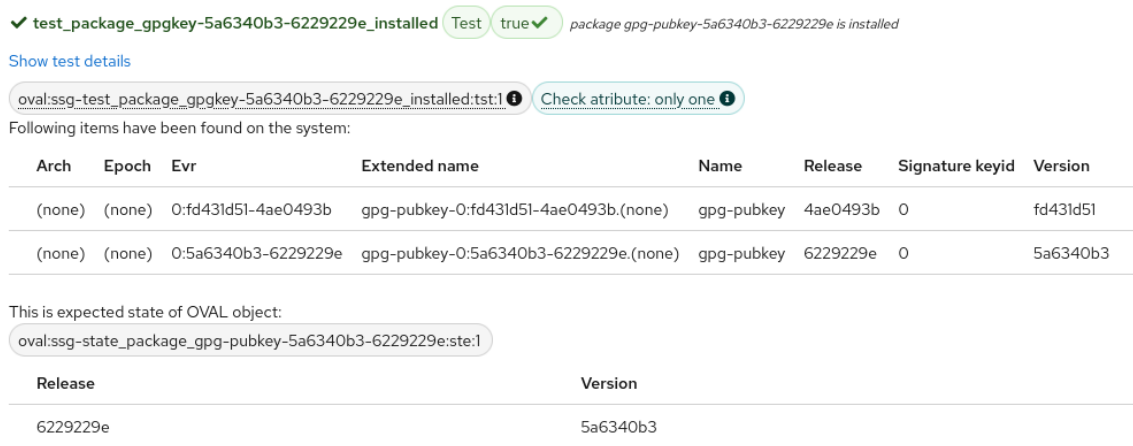 test_package_gpgkey-5a6340b3-6229229e_installed Test true package gpg-pubkey-5a6340b3-6229229e is installed
Show test details
oval:ssg-test_package_gpgkey-5a6340b3-6229229e_installed:tst:1 Check atribute: only one
Following items have been found on the system:
Arch Epoch Evr Extended name Name Release Signature keyid Version
(none) (none) 0:fd431d51-4ae0493b gpg-pubkey-0:fd431d51-4ae0493b.(none) gpg-pubkey 4ae0493b 0 fd431d51
(none) (none) 0:5a6340b3-6229229e gpg-pubkey-0:5a6340b3-6229229e.(none) gpg-pubkey 6229229e 0 5a6340b3
This is expected state of OVAL object:
oval:ssg-state_package_gpg-pubkey-5a6340b3-6229229e:ste:1
Release Version
6229229e 5a6340b3